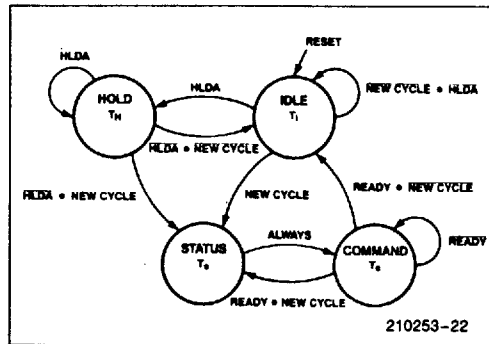 RESET
HLDA
HOLD
TH
HLDA
IDLE
Ti
NEW CYCLE • HLDA
HLDA • NEW CYCLE
HLDA • NEW CYCLE
NEW CYCLE
READY • NEW CYCLE
STATUS
Ts
ALWAYS
COMMAND
Tc
READY
READY • NEW CYCLE
210253-22